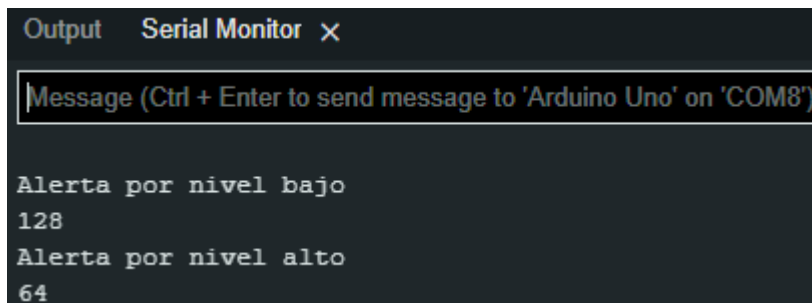 Output Serial Monitor ×
Message (Ctrl + Enter to send message to 'Arduino Uno' on 'COM8')
Alerta por nivel bajo
128
Alerta por nivel alto
64